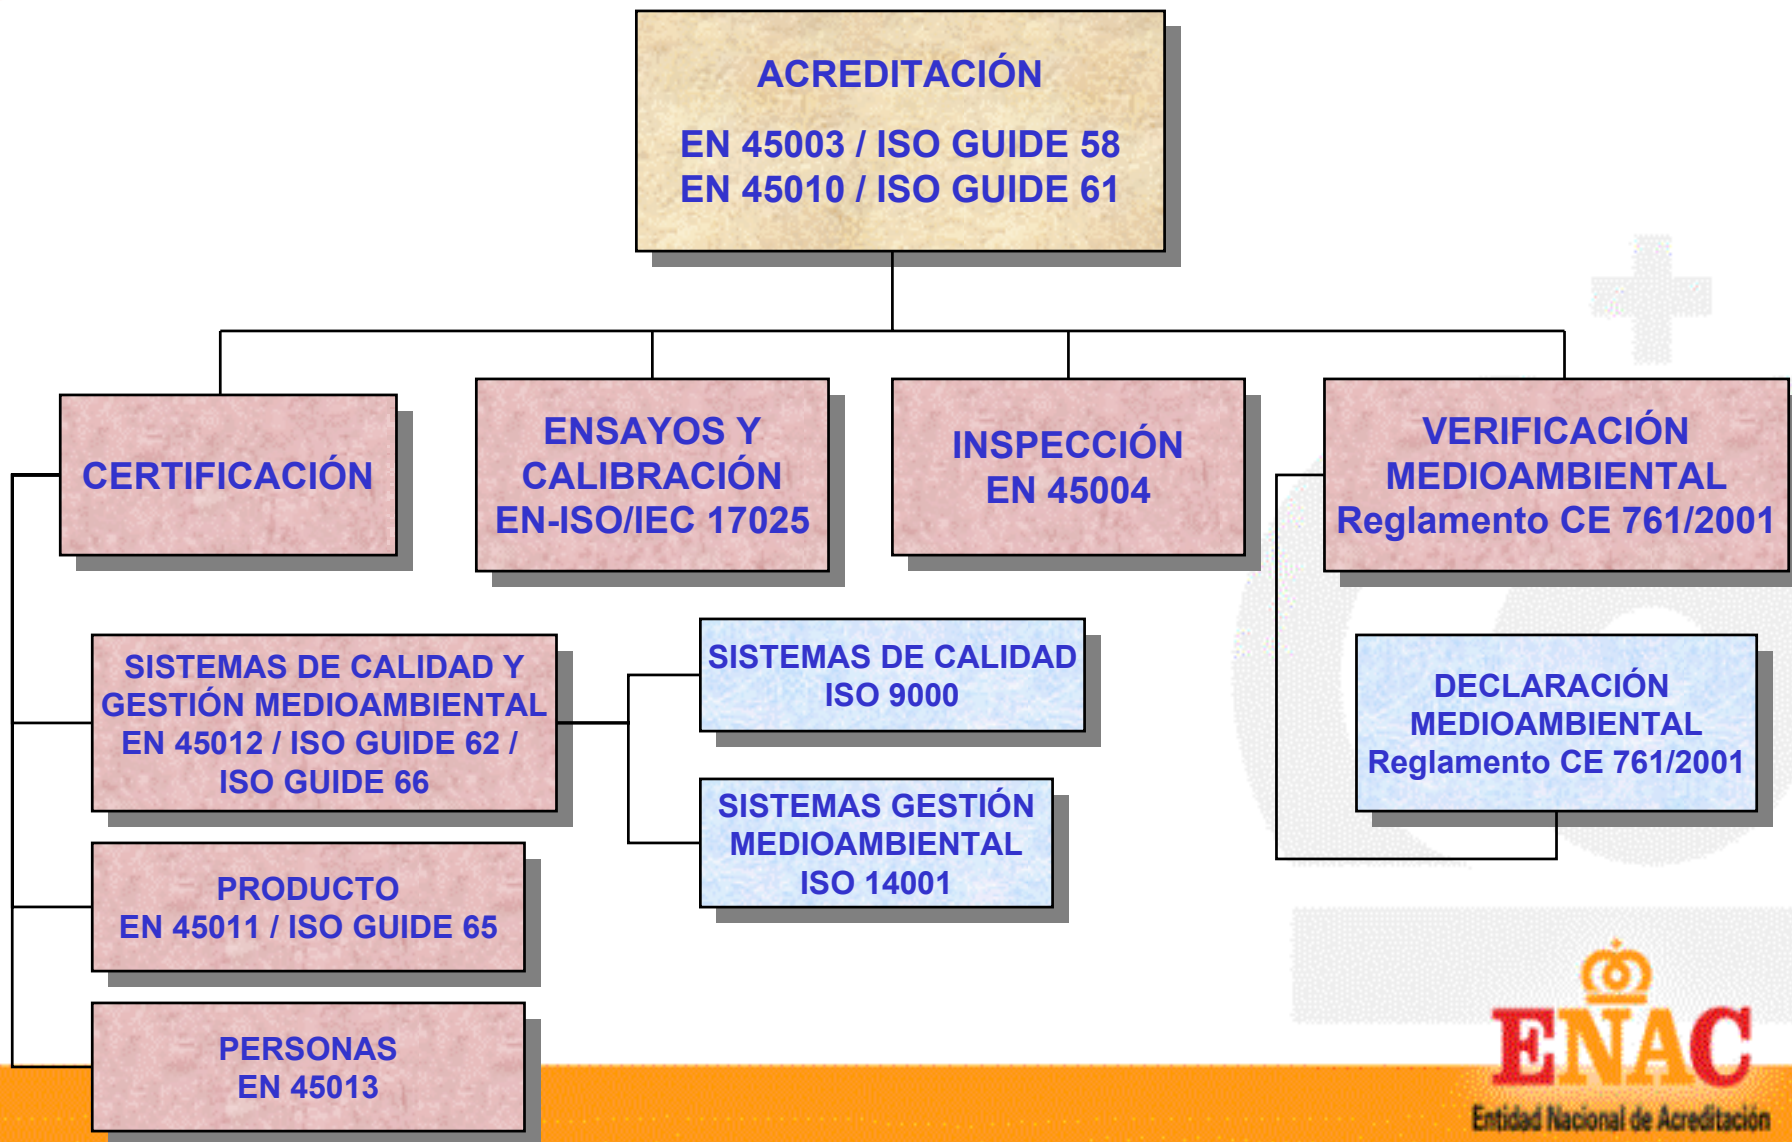 ACREDITACIÓN
EN 45003 / ISO GUIDE 58
EN 45010 / ISO GUIDE 61
CERTIFICACIÓN
ENSAYOS Y
CALIBRACIÓN
EN-ISO/IEC 17025
INSPECCIÓN
EN 45004
VERIFICACIÓN
MEDIOAMBIENTAL
Reglamento CE 761/2001
SISTEMAS DE CALIDAD Y
GESTIÓN MEDIOAMBIENTAL
EN 45012 / ISO GUIDE 62 /
ISO GUIDE 66
SISTEMAS DE CALIDAD
ISO 9000
SISTEMAS GESTIÓN
MEDIOAMBIENTAL
ISO 14001
DECLARACIÓN
MEDIOAMBIENTAL
Reglamento CE 761/2001
PRODUCTO
EN 45011 / ISO GUIDE 65
PERSONAS
EN 45013
ENAC
Entidad Nacional de Acreditación